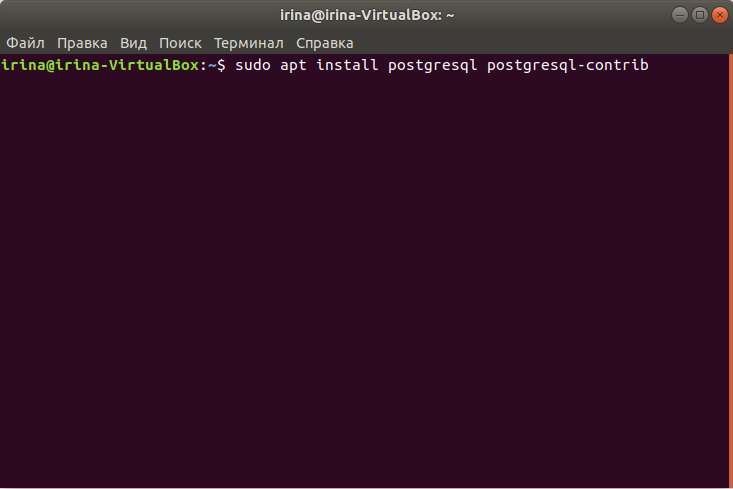 irina@irina-VirtualBox: ~
Файл Правка Вид Поиск Терминал Справка
irina@irina-VirtualBox:~$ sudo apt install postgresql postgresql-contrib